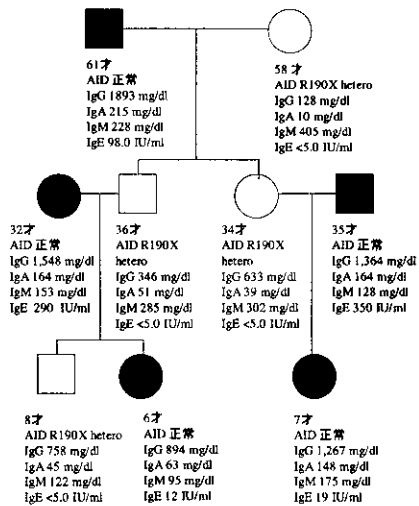 61才
AID 正常
IgG 1893 mg/dl
IgA 215 mg/dl
IgM 228 mg/dl
IgE 98.0 IU/ml
58才
AID R190X hetero
IgG 128 mg/dl
IgA 10 mg/dl
IgM 405 mg/dl
IgE <5.0 IU/ml
32才
AID 正常
IgG 1,548 mg/dl
IgA 164 mg/dl
IgM 153 mg/dl
IgE 290 IU/ml
36才
AID R190X
hetero
IgG 346 mg/dl
IgA 51 mg/dl
IgM 285 mg/dl
IgE <5.0 IU/ml
34才
AID R190X
hetero
IgG 633 mg/dl
IgA 39 mg/dl
IgM 302 mg/dl
IgE <5.0 IU/ml
35才
AID 正常
IgG 1,364 mg/dl
IgA 164 mg/dl
IgM 128 mg/dl
IgE 350 IU/ml
8才
AID R190X hetero
IgG 758 mg/dl
IgA 45 mg/dl
IgM 122 mg/dl
IgE <5.0 IU/ml
6才
AID 正常
IgG 894 mg/dl
IgA 63 mg/dl
IgM 95 mg/dl
IgE 12 IU/ml
7才
AID 正常
IgG 1,267 mg/dl
IgA 148 mg/dl
IgM 175 mg/dl
IgE 19 IU/ml